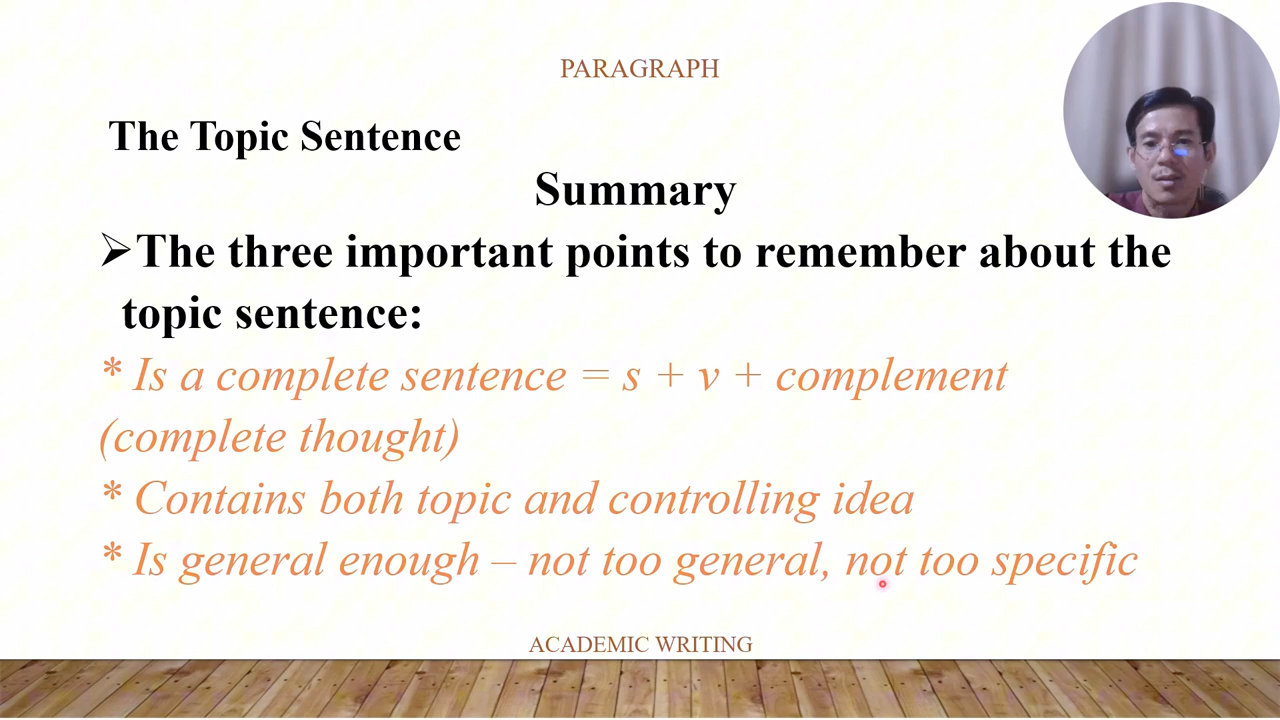 PARAGRAPH
The Topic Sentence
Summary
➢The three important points to remember about the
topic sentence:
* Is a complete sentence = s + v + complement
(complete thought)
* Contains both topic and controlling idea
* Is general enough – not too general, not too specific
ACADEMIC WRITING